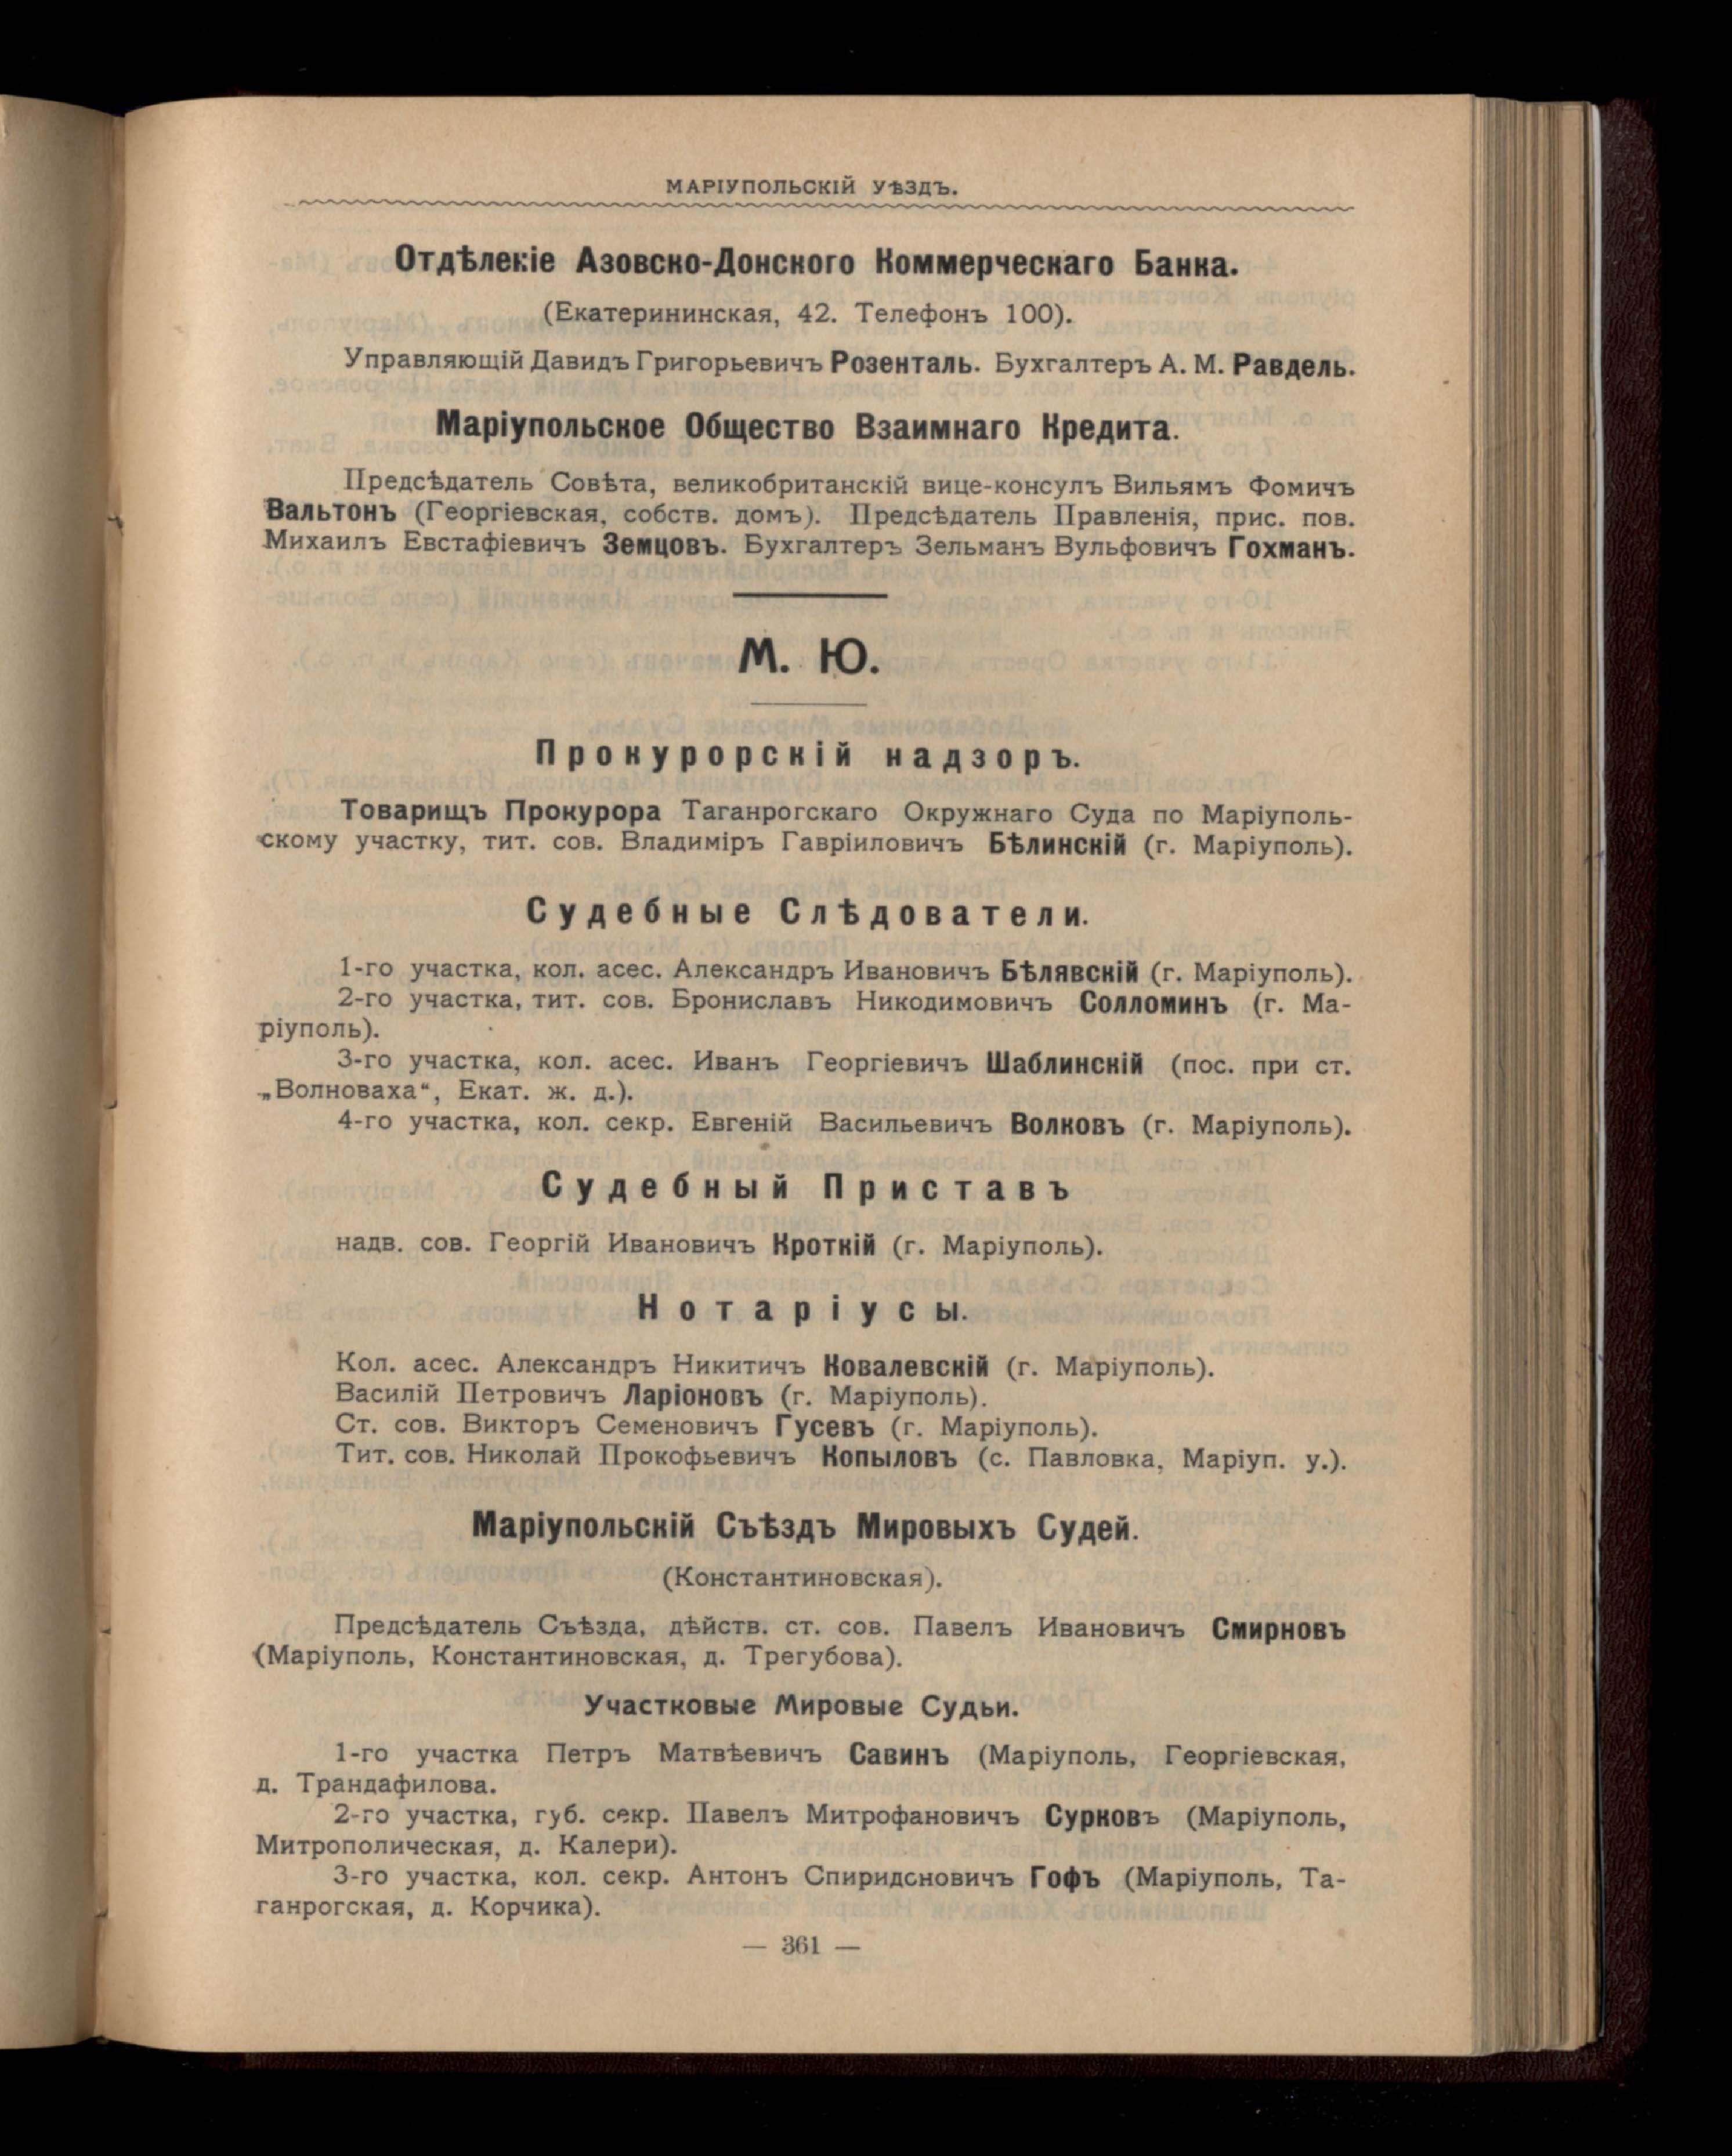 МАРІУПОЛЬСКІЙ УѢЗДЪ.
Отдѣленіе Азовско-Донского Коммерческаго Банка.
(Екатерининская, 42. Телефонъ 100).
Управляющій Давидъ Григорьевичъ Розенталь. Бухгалтеръ А. М. Равдель.
Маріупольское Общество Взаимнаго Кредита.
Предсѣдатель Совѣта, великобританскій вице-консулъ Вильямъ Фомичъ
Вальтонъ (Георгіевская, собств. домъ). Предсѣдатель Правленія, прис. пов.
Михаилъ Евстафіевичъ Земцовъ. Бухгалтеръ Зельманъ Вульфовичъ Гохманъ.
М. Ю.
Прокурорскій надзоръ.
Товарищъ Прокурора Таганрогскаго Окружнаго Суда по Маріуполь-
скому участку, тит. сов. Владиміръ Гавріиловичъ Бѣлинскій (г. Маріуполь).
Судебные Слѣдователи.
1-го участка, кол. асес. Александръ Ивановичъ Бѣлявскій (г. Маріуполь).
2-го участка, тит. сов. Брониславъ Никодимовичъ Солломинъ (г. Ма-
ріуполь).
3-го участка, кол. асес. Иванъ Георгіевичъ Шаблинскій (пос. при ст.
„Волноваха“, Екат. ж. д.).
4-го участка, кол. секр. Евгеній Васильевичъ Волковъ (г. Маріуполь).
Судебный Приставъ
надв. сов. Георгій Ивановичъ Кроткій (г. Маріуполь).
Нотаріусы.
Кол. асес. Александръ Никитичъ Ковалевскій (г. Маріуполь).
Василій Петровичъ Ларіоновъ (г. Маріуполь).
Ст. сов. Викторъ Семеновичъ Гусевъ (г. Маріуполь).
Тит. сов. Николай Прокофьевичъ Копыловъ (с. Павловка, Маріуп. у.).
Маріупольскій Съѣздъ Мировыхъ Судей.
(Константиновская).
Предсѣдатель Съѣзда, дѣйств. ст. сов. Павелъ Ивановичъ Смирновъ
(Маріуполь, Константиновская, д. Трегубова).
Участковые Мировые Судьи.
1-го участка Петръ Матвѣевичъ Савинъ (Маріуполь, Георгіевская,
д. Трандафилова.
2-го участка, губ. секр. Павелъ Митрофановичъ Сурковъ (Маріуполь,
Митрополическая, д. Калери).
3-го участка, кол. секр. Антонъ Спиридоновичъ Гофъ (Маріуполь, Та-
ганрогская, д. Корчика).
— 361 —